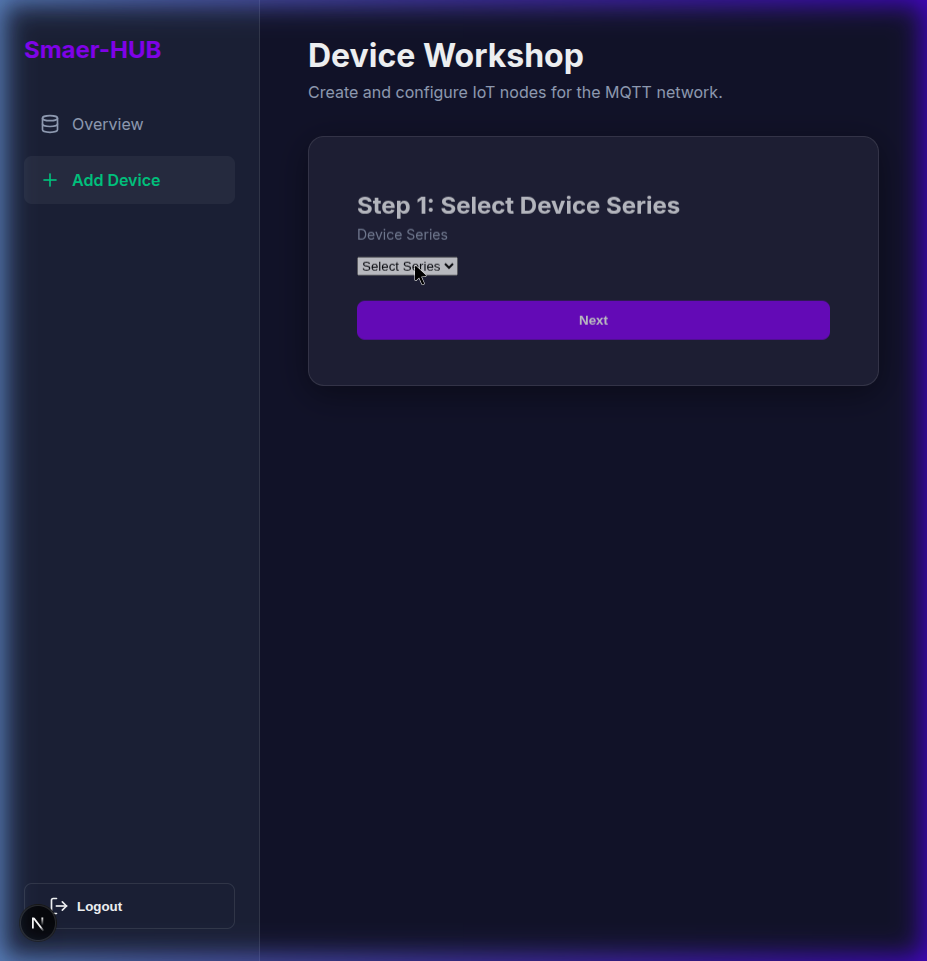 Smaer-HUB
Overview
Add Device
Logout
N
Device Workshop
Create and configure IoT nodes for the MQTT network.
Step 1: Select Device Series
Device Series
Select Series
Next